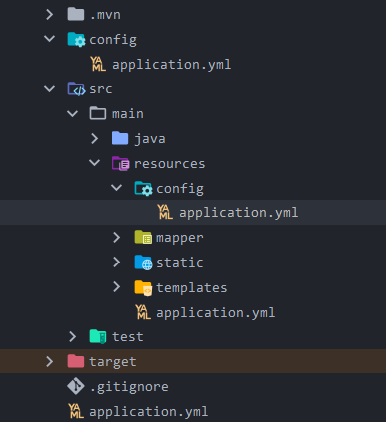 .mvn
config
application.yml
src
main
java
resources
config
application.yml
mapper
static
templates
application.yml
test
target
.gitignore
application.yml